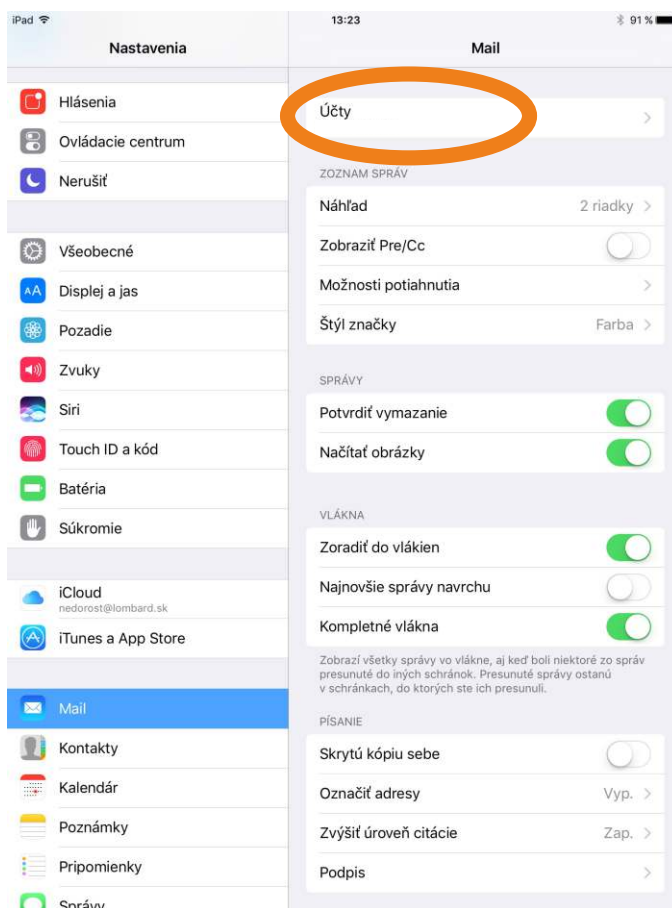 iPad 13:23 91 %
Nastavenia
Mail
Hlásenia
Ovládacie centrum
Nerušiť
Všeobecné
AA Displej a jas
Pozadie
Zvuky
Siri
Touch ID a kód
Batéria
Súkromie
iCloud
nedorost@lombard.sk
iTunes a App Store
Mail
Kontakty
Kalendár
Poznámky
Pripomienky
Správy
Účty
ZOZNAM SPRÁV
Náhľad 2 riadky
Zobraziť Pre/Cc
Možnosti potiahnutia
Štýl značky Farba
SPRÁVY
Potvrdiť vymazanie
Načítať obrázky
VLÁKNA
Zoradiť do vlákien
Najnovšie správy navrchu
Kompletné vlákna
Zobrazí všetky správy vo vlákne, aj keď boli niektoré zo správ
presunuté do iných schránok. Presunuté správy ostanú
v schránkach, do ktorých ste ich presunuli.
PÍSANIE
Skrytú kópiu sebe
Označiť adresy Vyp.
Zvýšiť úroveň citácie Zap.
Podpis